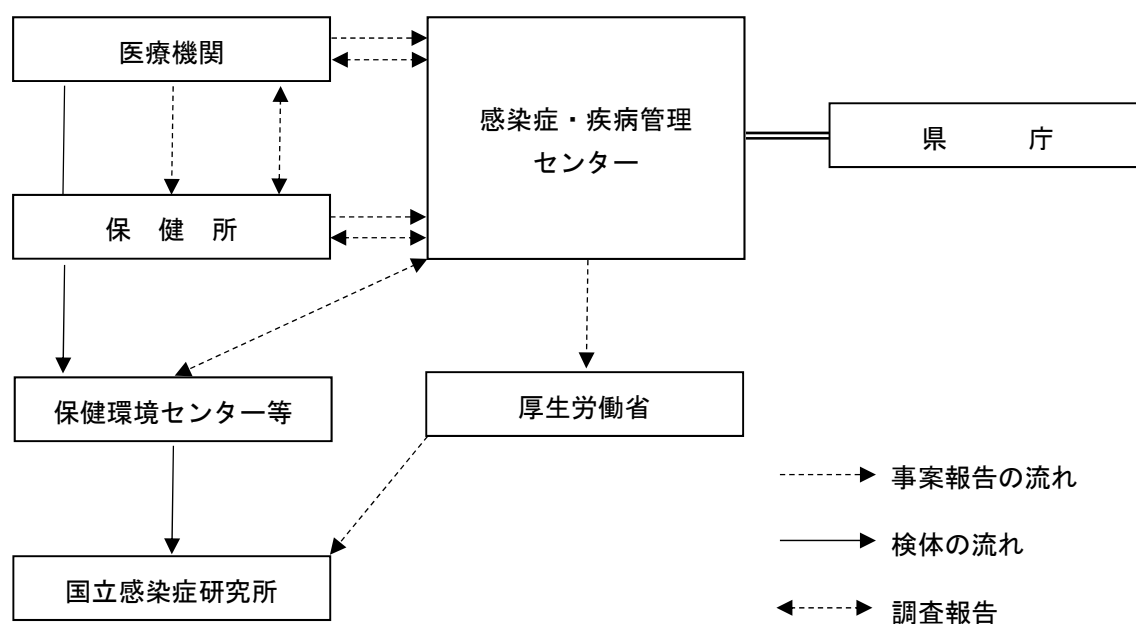 医療機関
感染症・疾病管理
センター
県　　　庁
保　健　所
保健環境センター等
厚生労働省
国立感染症研究所
事案報告の流れ
検体の流れ
調査報告